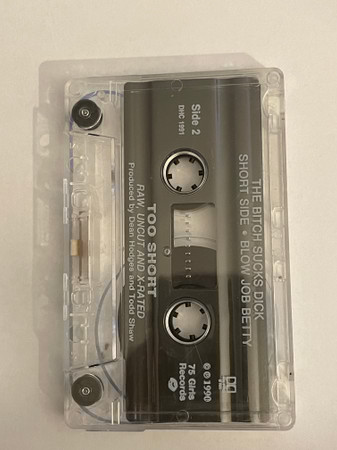 THE BITCH SUCKS DICK
SHORT SIDE • BLOW JOB BETTY
Side 2
DHC 1991
℗ © 1990
75 Girls
Records
TOO SHORT
RAW, UNCUT AND X-RATED
Produced by Dean Hodges and Todd Shaw